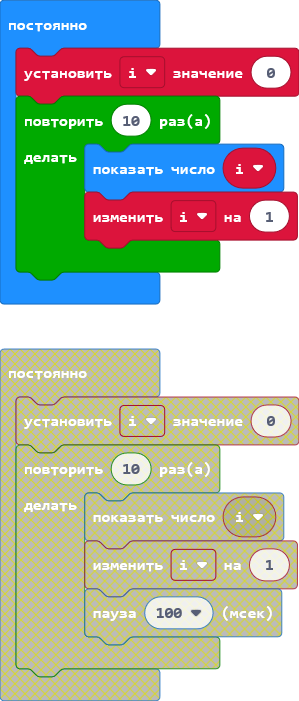 постоянно
установить i значение 0
повторить 10 раз(а)
делать
показать число i
изменить i на 1
постоянно
установить i значение 0
повторить 10 раз(а)
делать
показать число i
изменить i на 1
пауза 100 (мсек)